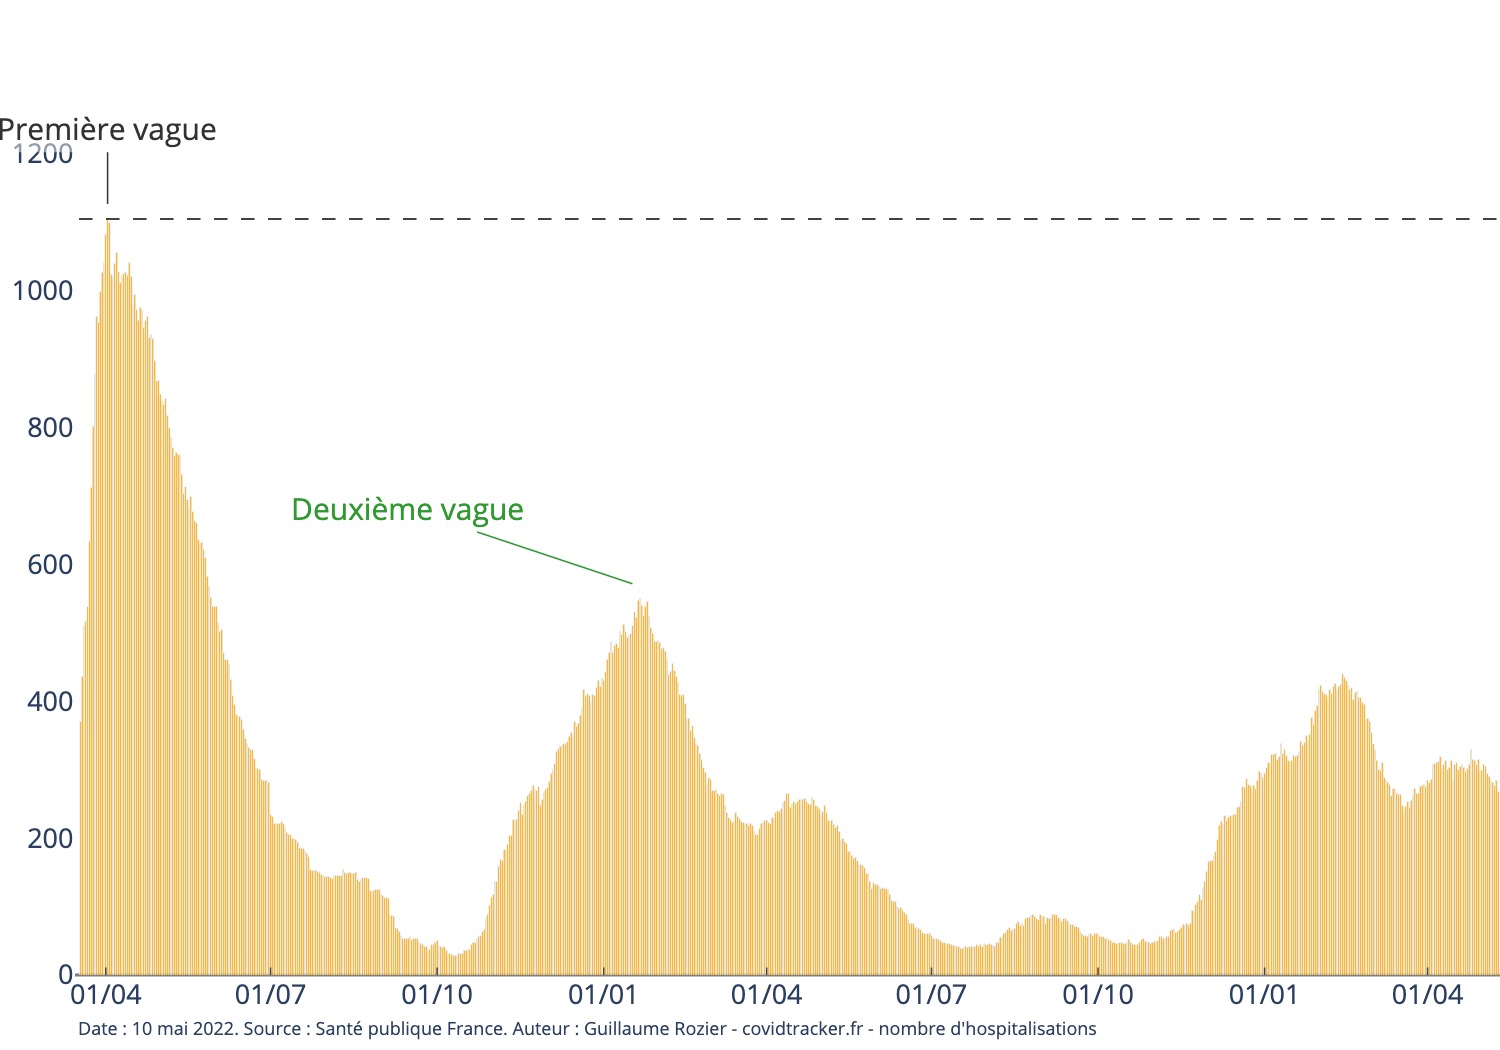 Première vague
1200
1000
800
Deuxième vague
600
400
200
0
01/04 01/07 01/10 01/01 01/04 01/07 01/10 01/01 01/04
Date : 10 mai 2022. Source : Santé publique France. Auteur : Guillaume Rozier - covidtracker.fr - nombre d'hospitalisations